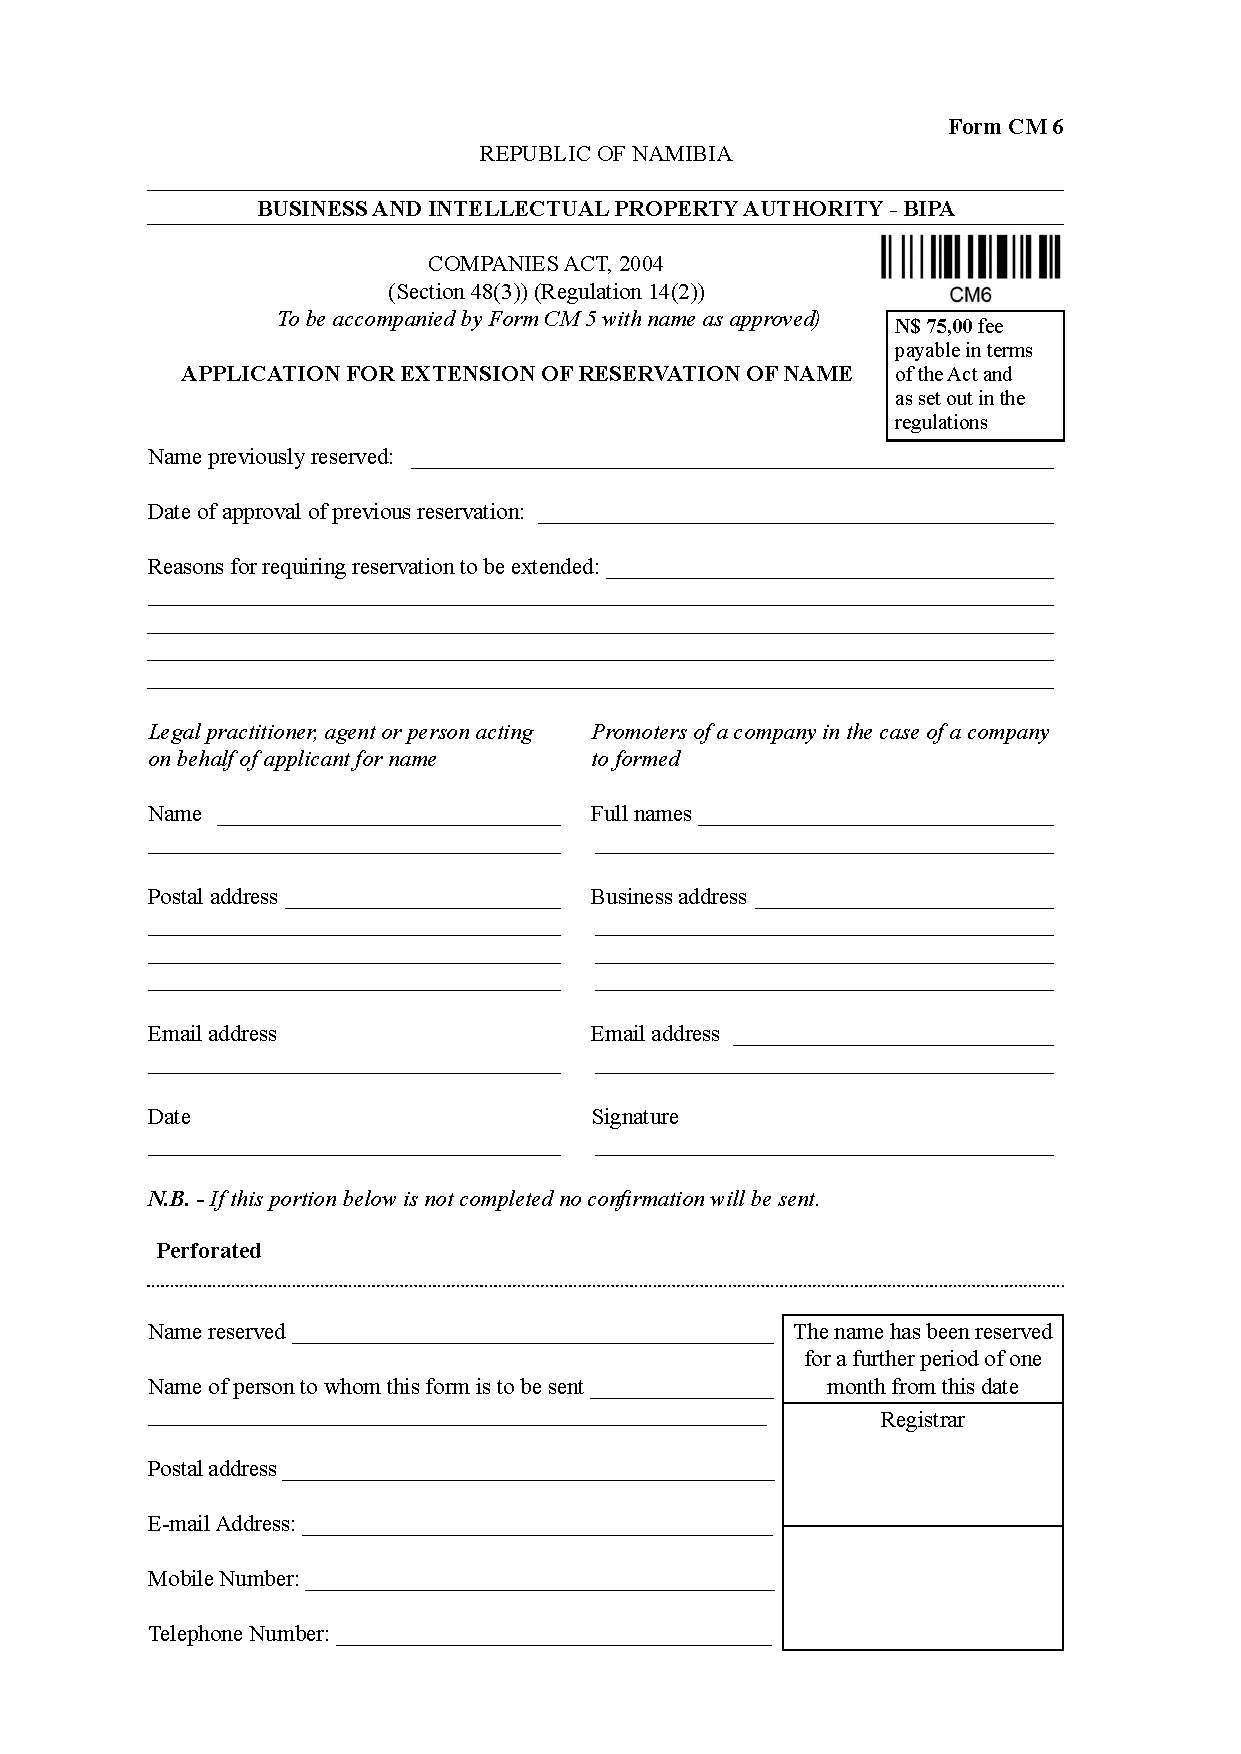 Form CM 6
REPUBLIC OF NAMIBIA
BUSINESS AND INTELLECTUAL PROPERTY AUTHORITY - BIPA
COMPANIES ACT, 2004
(Section 48(3)) (Regulation 14(2))
To be accompanied by Form CM 5 with name as approved)
APPLICATION FOR EXTENSION OF RESERVATION OF NAME
CM6
N$ 75,00 fee
payable in terms
of the Act and
as set out in the
regulations
Name previously reserved:
Date of approval of previous reservation:
Reasons for requiring reservation to be extended:
Legal practitioner, agent or person acting
on behalf of applicant for name
Promoters of a company in the case of a company
to formed
Name
Full names
Postal address
Business address
Email address
Email address
Date
Signature
N.B. - If this portion below is not completed no confirmation will be sent.
Perforated
Name reserved
Name of person to whom this form is to be sent
Postal address
E-mail Address:
Mobile Number:
Telephone Number:
The name has been reserved
for a further period of one
month from this date
Registrar